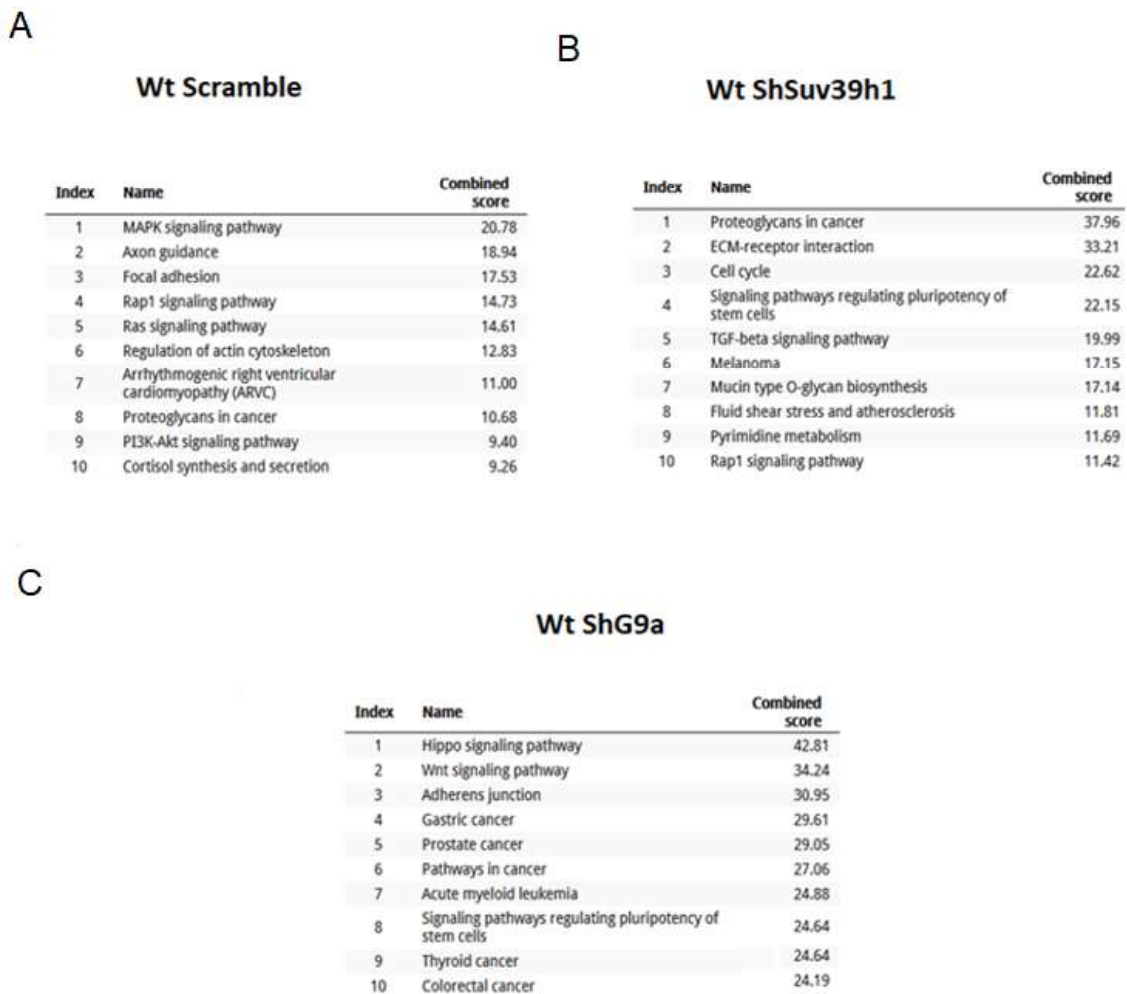 A
Wt Scramble
Index Name Combined score
1 MAPK signaling pathway 20.78
2 Axon guidance 18.94
3 Focal adhesion 17.53
4 Rap1 signaling pathway 14.73
5 Ras signaling pathway 14.61
6 Regulation of actin cytoskeleton 12.83
7 Arrhythmogenic right ventricular
cardiomyopathy (ARVC) 11.00
8 Proteoglycans in cancer 10.68
9 PI3K-Akt signaling pathway 9.40
10 Cortisol synthesis and secretion 9.26
B
Wt ShSuv39h1
Index Name Combined score
1 Proteoglycans in cancer 37.96
2 ECM-receptor interaction 33.21
3 Cell cycle 22.62
4 Signaling pathways regulating pluripotency of
stem cells 22.15
5 TGF-beta signaling pathway 19.99
6 Melanoma 17.15
7 Mucin type O-glycan biosynthesis 17.14
8 Fluid shear stress and atherosclerosis 11.81
9 Pyrimidine metabolism 11.69
10 Rap1 signaling pathway 11.42
C
Wt ShG9a
Index Name Combined score
1 Hippo signaling pathway 42.81
2 Wnt signaling pathway 34.24
3 Adherens junction 30.95
4 Gastric cancer 29.61
5 Prostate cancer 29.05
6 Pathways in cancer 27.06
7 Acute myeloid leukemia 24.88
8 Signaling pathways regulating pluripotency of
stem cells 24.64
9 Thyroid cancer 24.64
10 Colorectal cancer 24.19